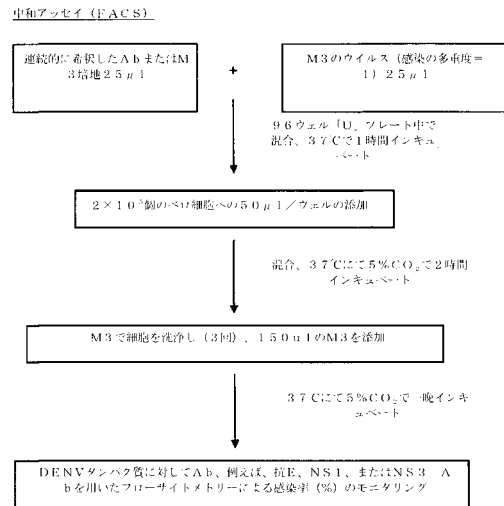 中和アッセイ（FACS）
連続的に希釈したAbまたはM
3培地25μl
+
M3のウイルス（感染の多重度＝
1）25μl
96ウェル「U」プレート中で
混合、37℃で1時間インキュ
ベート
2×10⁵個のベロ細胞への50μl／ウェルの添加
混合、37℃にて5％CO₂で2時間
インキュベート
M3で細胞を洗浄し（3回）、150ulのM3を添加
37℃にて5％CO₂で一晩インキ
ュベート
DENVタンパク質に対してAb、例えば、抗E、NS1、またはNS3 A
bを用いたフローサイトメトリーによる感染率（％）のモニタリング